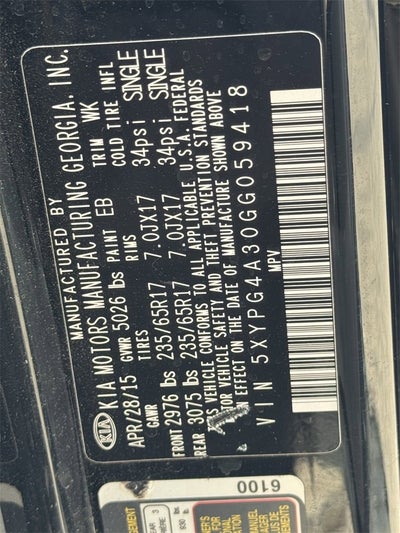 KIA
MANUFACTURED BY
KIA MOTORS MANUFACTURING GEORGIA. INC.
APR/28/15 GVWR 5026 lbs PAINT EB TRIM WK
GAWR TIRES RIMS COLD TIRE INFL
FRONT 2976 lbs 235/65R17 7.0JX17 34psi SINGLE
REAR 3075 lbs 235/65R17 7.0JX17 34psi SINGLE
THIS VEHICLE CONFORMS TO ALL APPLICABLE U.S.A. FEDERAL
MOTOR VEHICLE SAFETY AND THEFT PREVENTION STANDARDS
IN EFFECT ON THE DATE OF MANUFACTURE SHOWN ABOVE
MPV
VIN 5XYPG4A30GG059418
6100